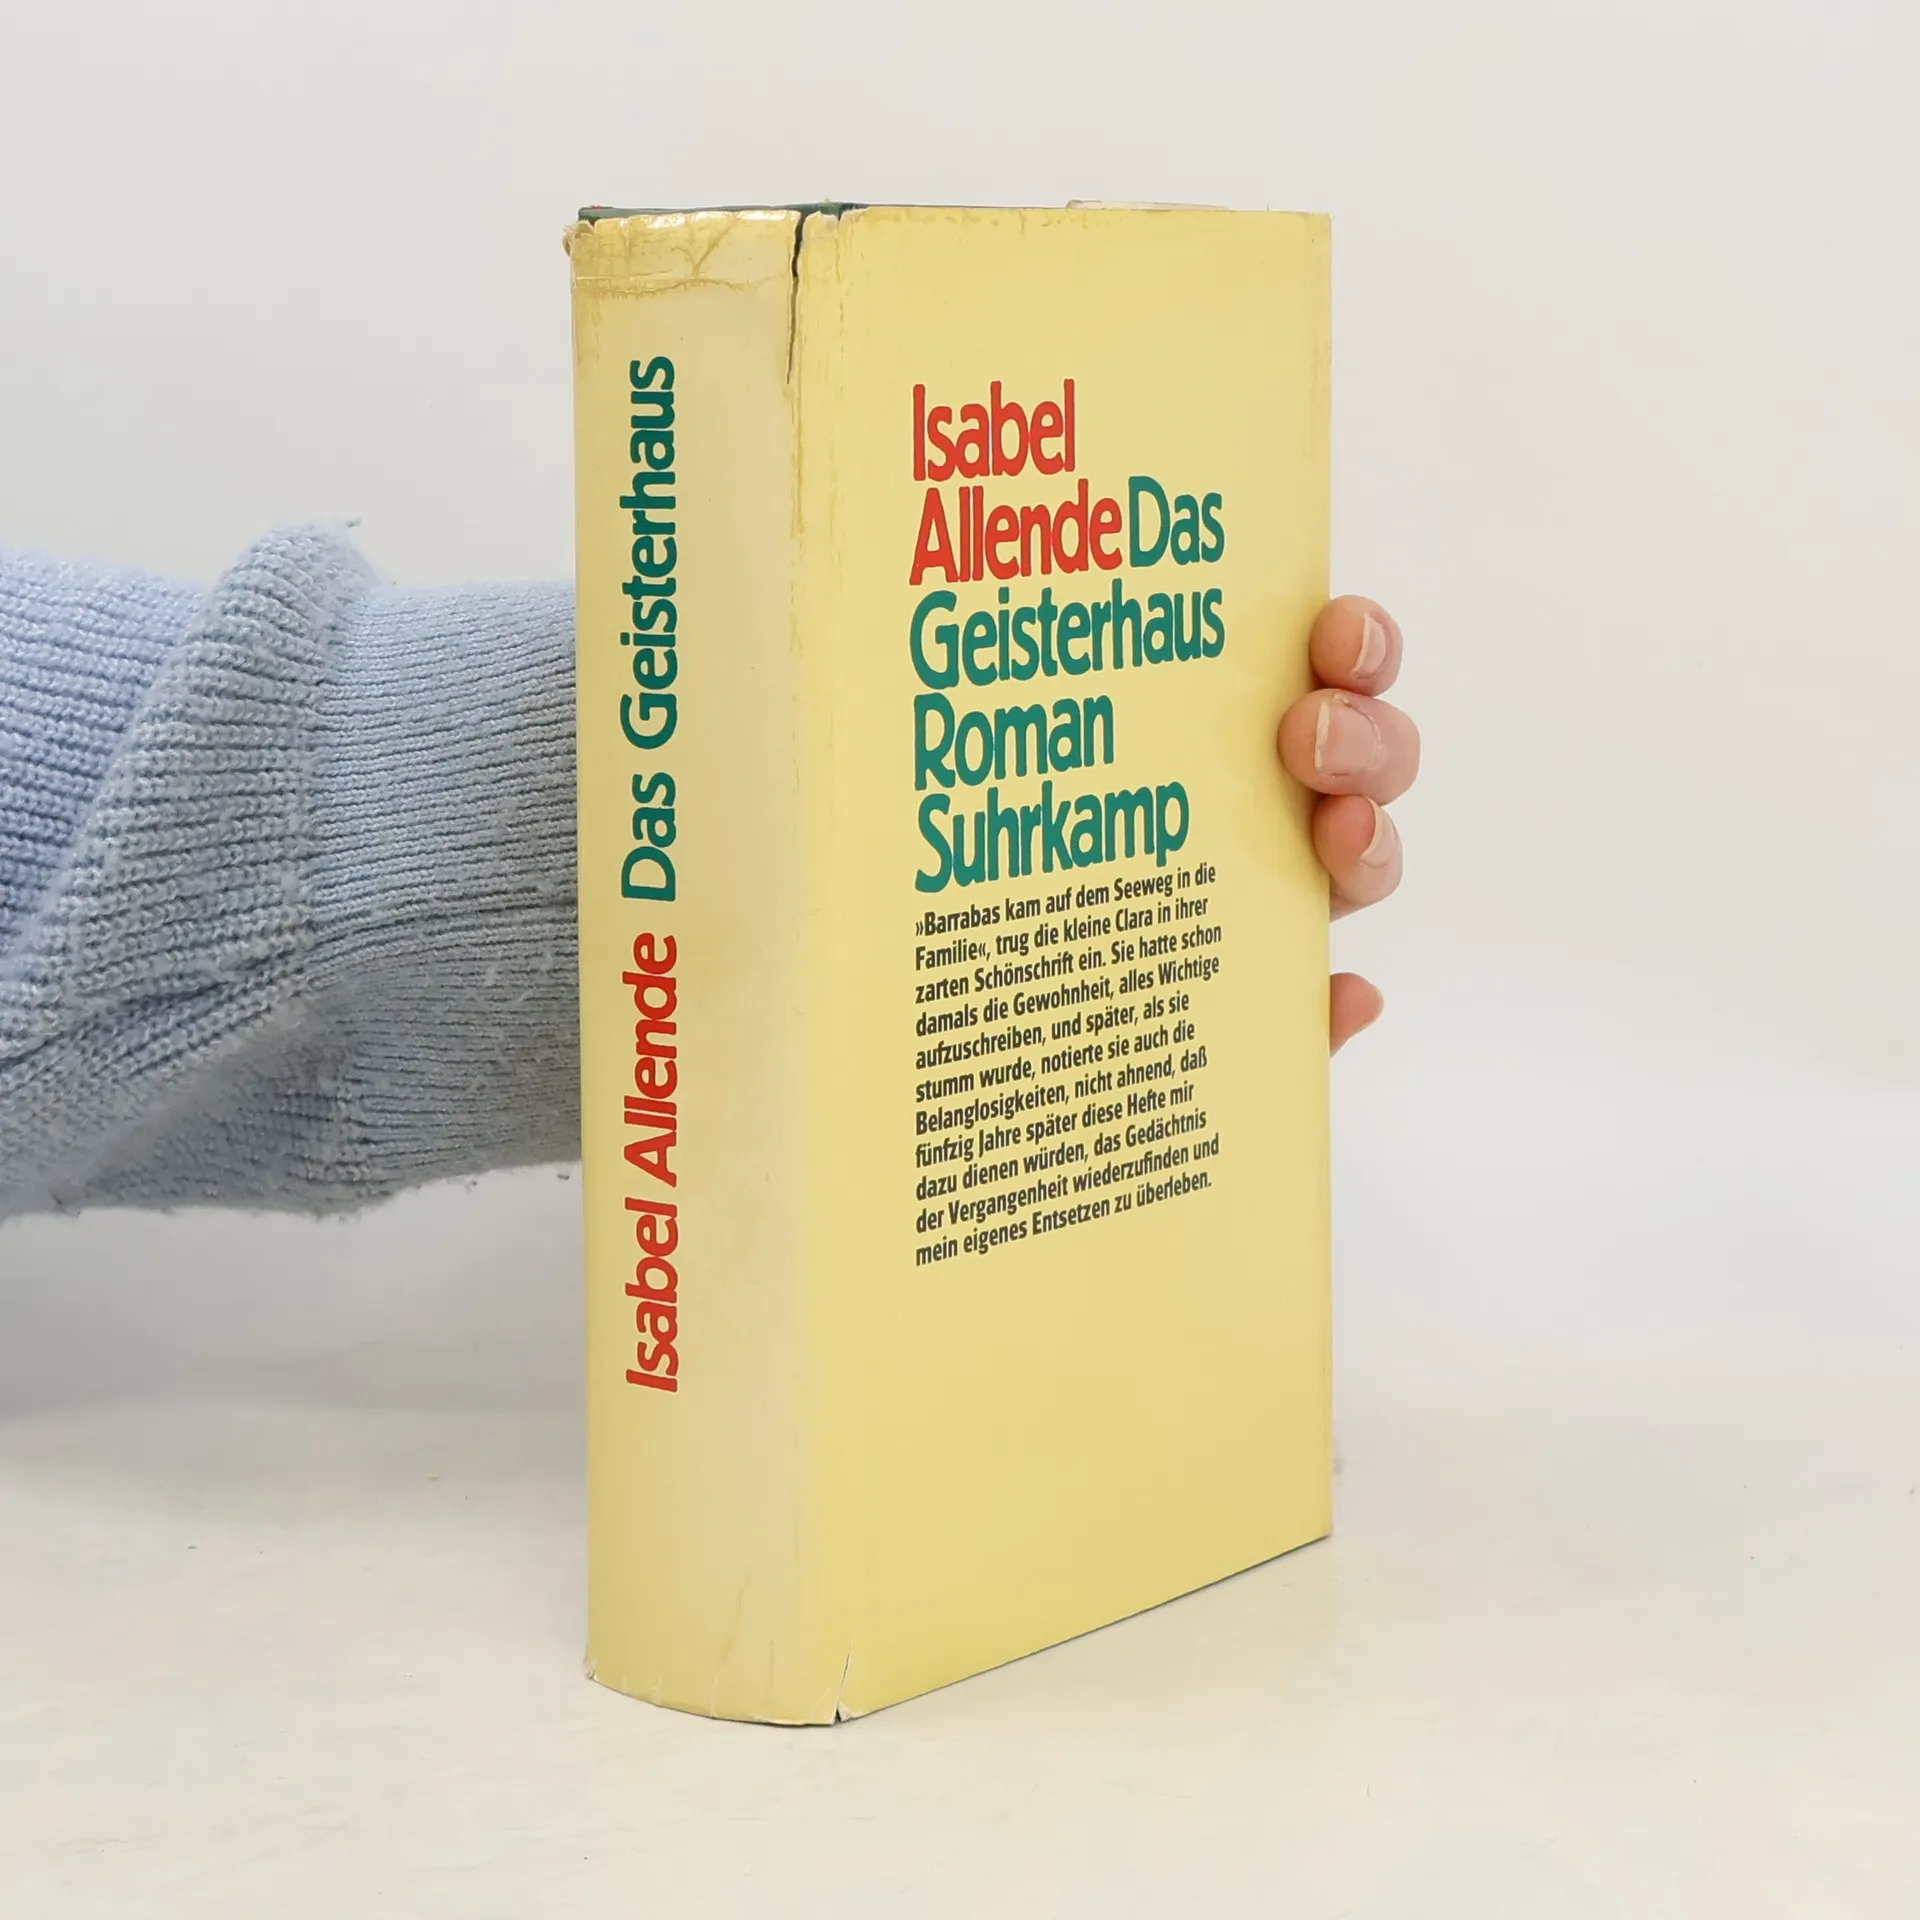 Isabel Allende Das Geisterhaus
Isabel
Allende Das
Geisterhaus
Roman
Suhrkamp
»Barrabas kam auf dem Seeweg in die
Familie«, trug die kleine Clara in ihrer
zarten Schönschrift ein. Sie hatte schon
damals die Gewohnheit, alles Wichtige
aufzuschreiben, und später, als sie
stumm wurde, notierte sie auch die
Belanglosigkeiten, nicht ahnend, daß
fünfzig Jahre später diese Hefte mir
dazu dienen würden, das Gedächtnis
der Vergangenheit wiederzufinden und
mein eigenes Entsetzen zu überleben.